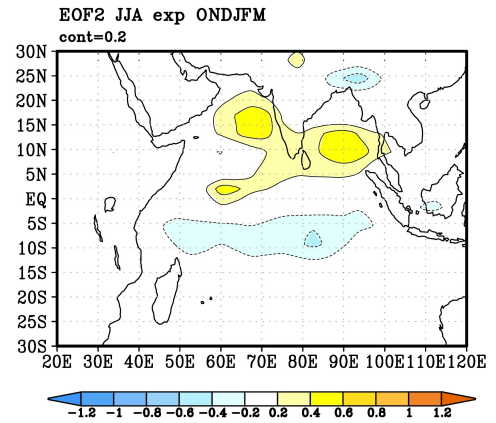 EOF2 JJA exp ONDJFM
cont=0.2
30N
25N
20N
15N
10N
5N
EQ
5S
10S
15S
20S
25S
30S
20E 30E 40E 50E 60E 70E 80E 90E 100E 110E 120E
-1.2 -1 -0.8 -0.6 -0.4 -0.2 0.2 0.4 0.6 0.8 1 1.2